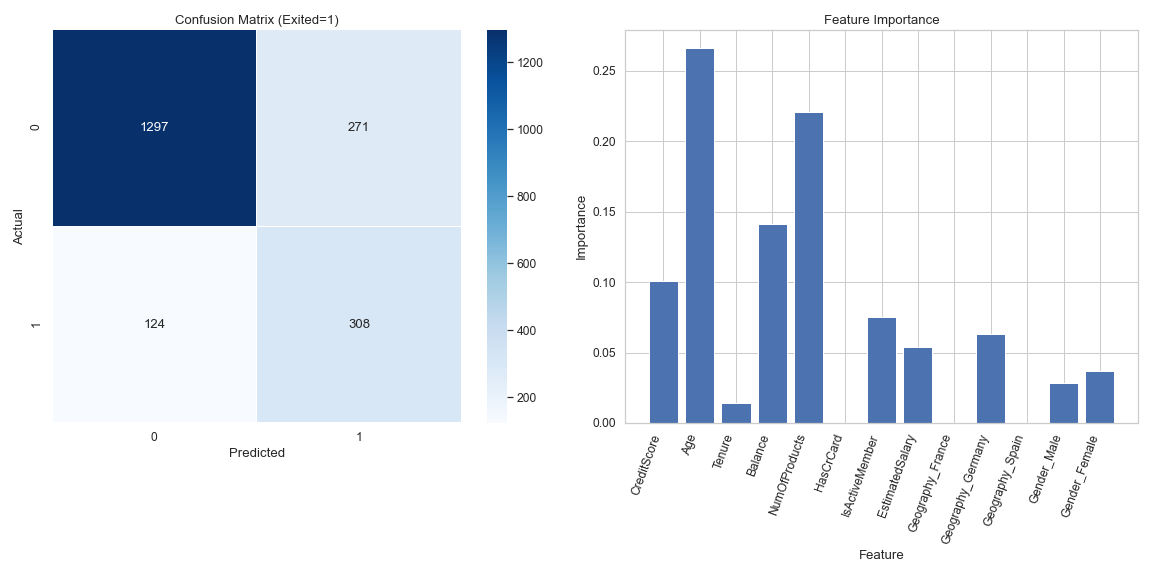 Confusion Matrix (Exited=1)
1297
271
124
308
0
1
Actual
0
1
Predicted
1200
1000
800
600
400
200
Feature Importance
0.25
0.20
0.15
0.10
0.05
0.00
Importance
CreditScore
Age
Tenure
Balance
NumOfProducts
HasCrCard
IsActiveMember
EstimatedSalary
Geography_France
Geography_Germany
Geography_Spain
Gender_Male
Gender_Female
Feature